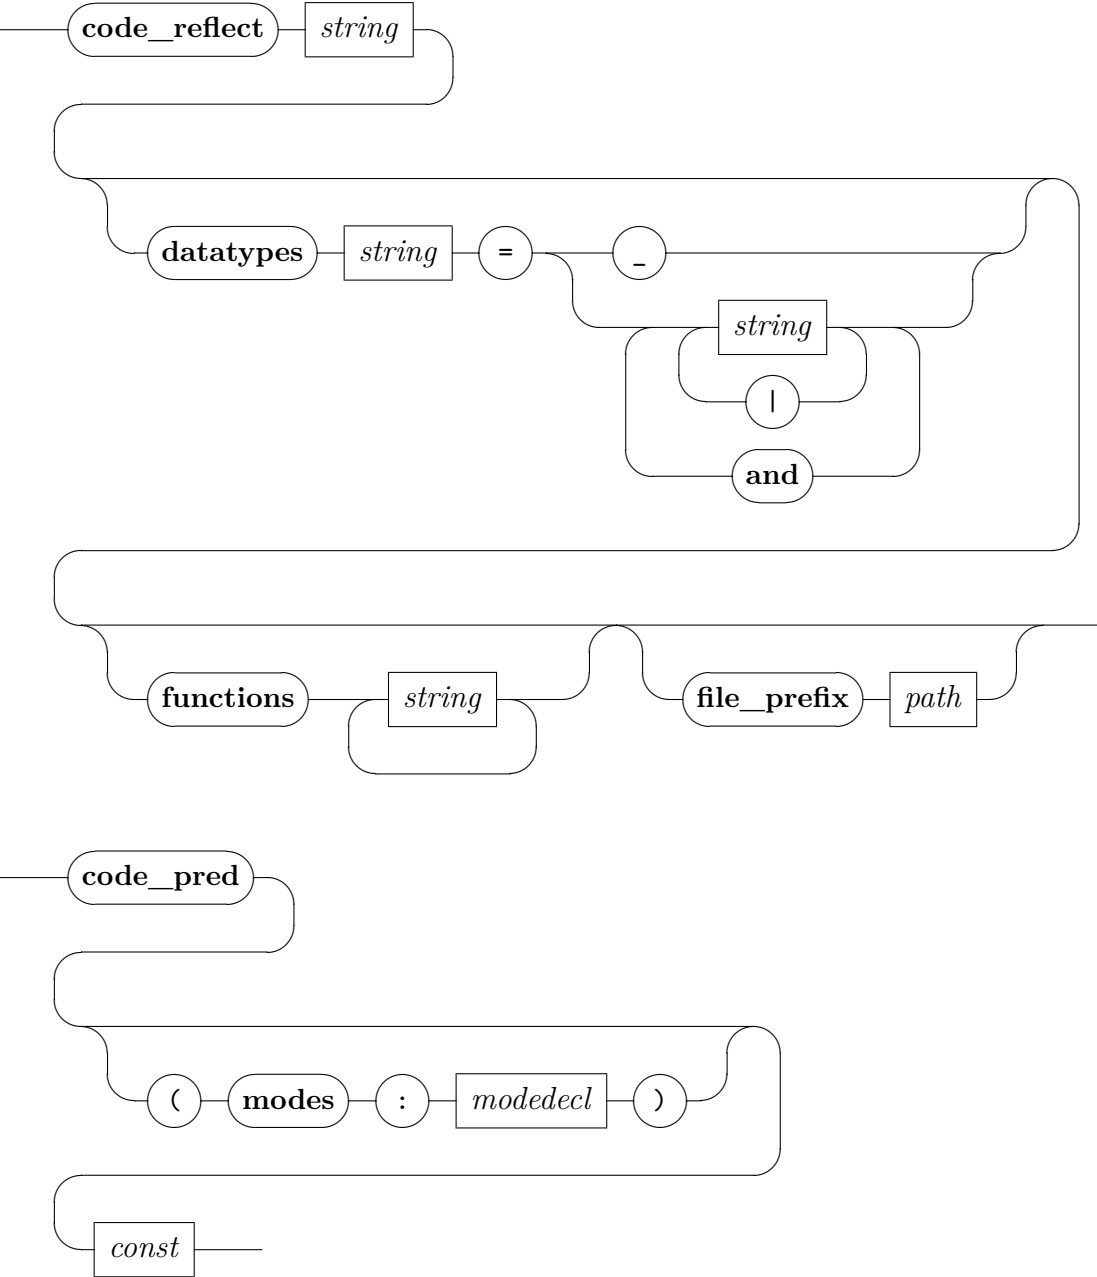 code_reflect string
datatypes string = _
string
|
and
functions string file_prefix path
code_pred
( modes : modedecl )
const